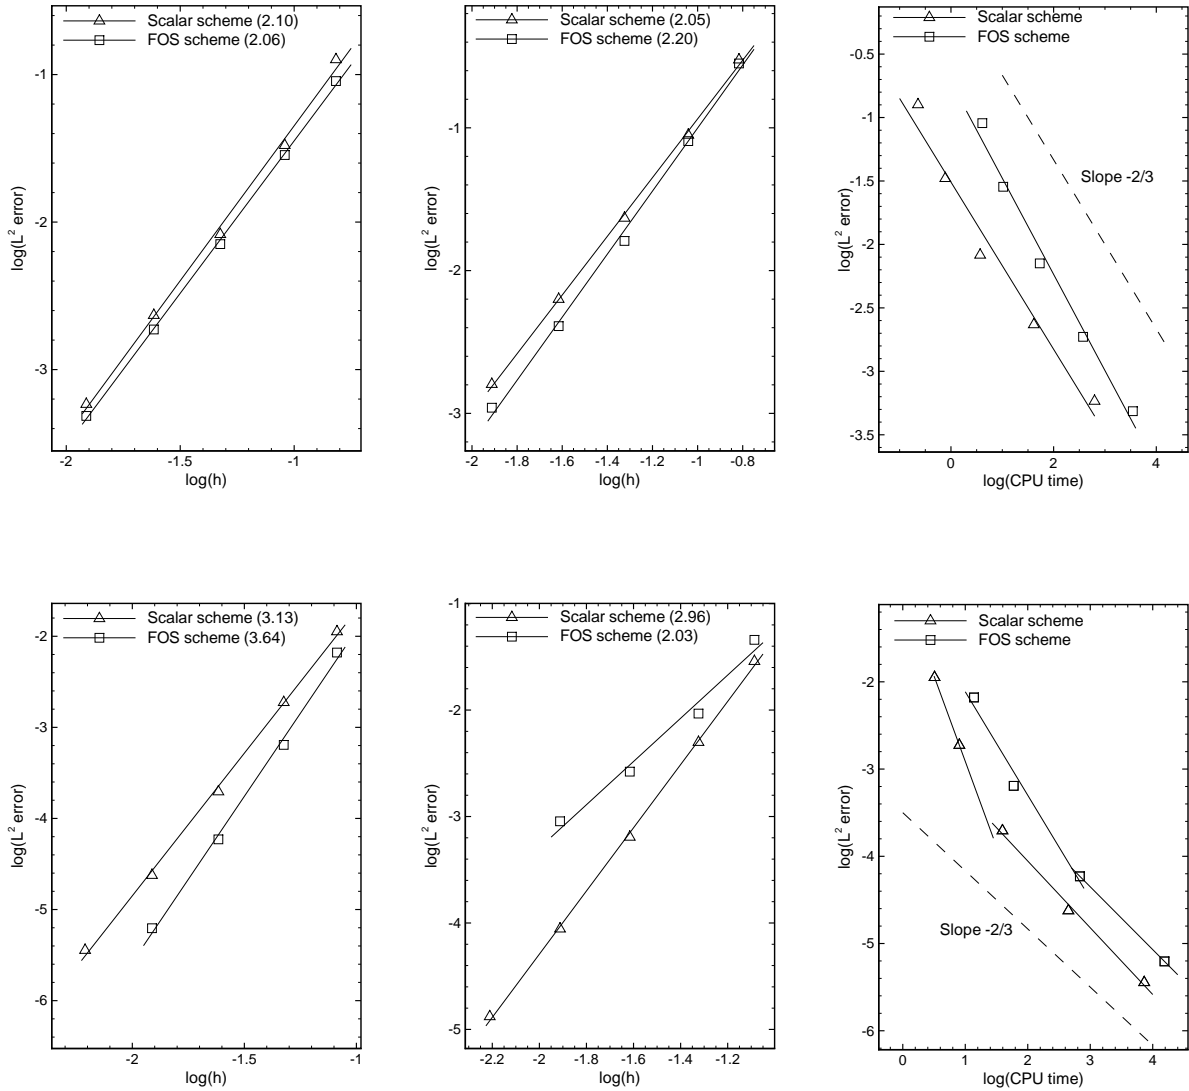 Scalar scheme (2.10)
FOS scheme (2.06)
-1
-2
-3
log(L² error)
-2
-1.5
-1
log(h)
Scalar scheme (2.05)
FOS scheme (2.20)
-1
-2
-3
log(L² error)
-2
-1.8
-1.6
-1.4
-1.2
-1
-0.8
log(h)
Scalar scheme
FOS scheme
-0.5
-1
-1.5
-2
-2.5
-3
-3.5
log(L² error)
Slope -2/3
0
2
4
log(CPU time)
Scalar scheme (3.13)
FOS scheme (3.64)
-2
-3
-4
-5
-6
log(L² error)
-2
-1.5
-1
log(h)
Scalar scheme (2.96)
FOS scheme (2.03)
-1
-2
-3
-4
-5
log(L² error)
-2.2
-2
-1.8
-1.6
-1.4
-1.2
log(h)
Scalar scheme
FOS scheme
-2
-3
-4
-5
-6
log(L² error)
Slope -2/3
0
1
2
3
4
log(CPU time)